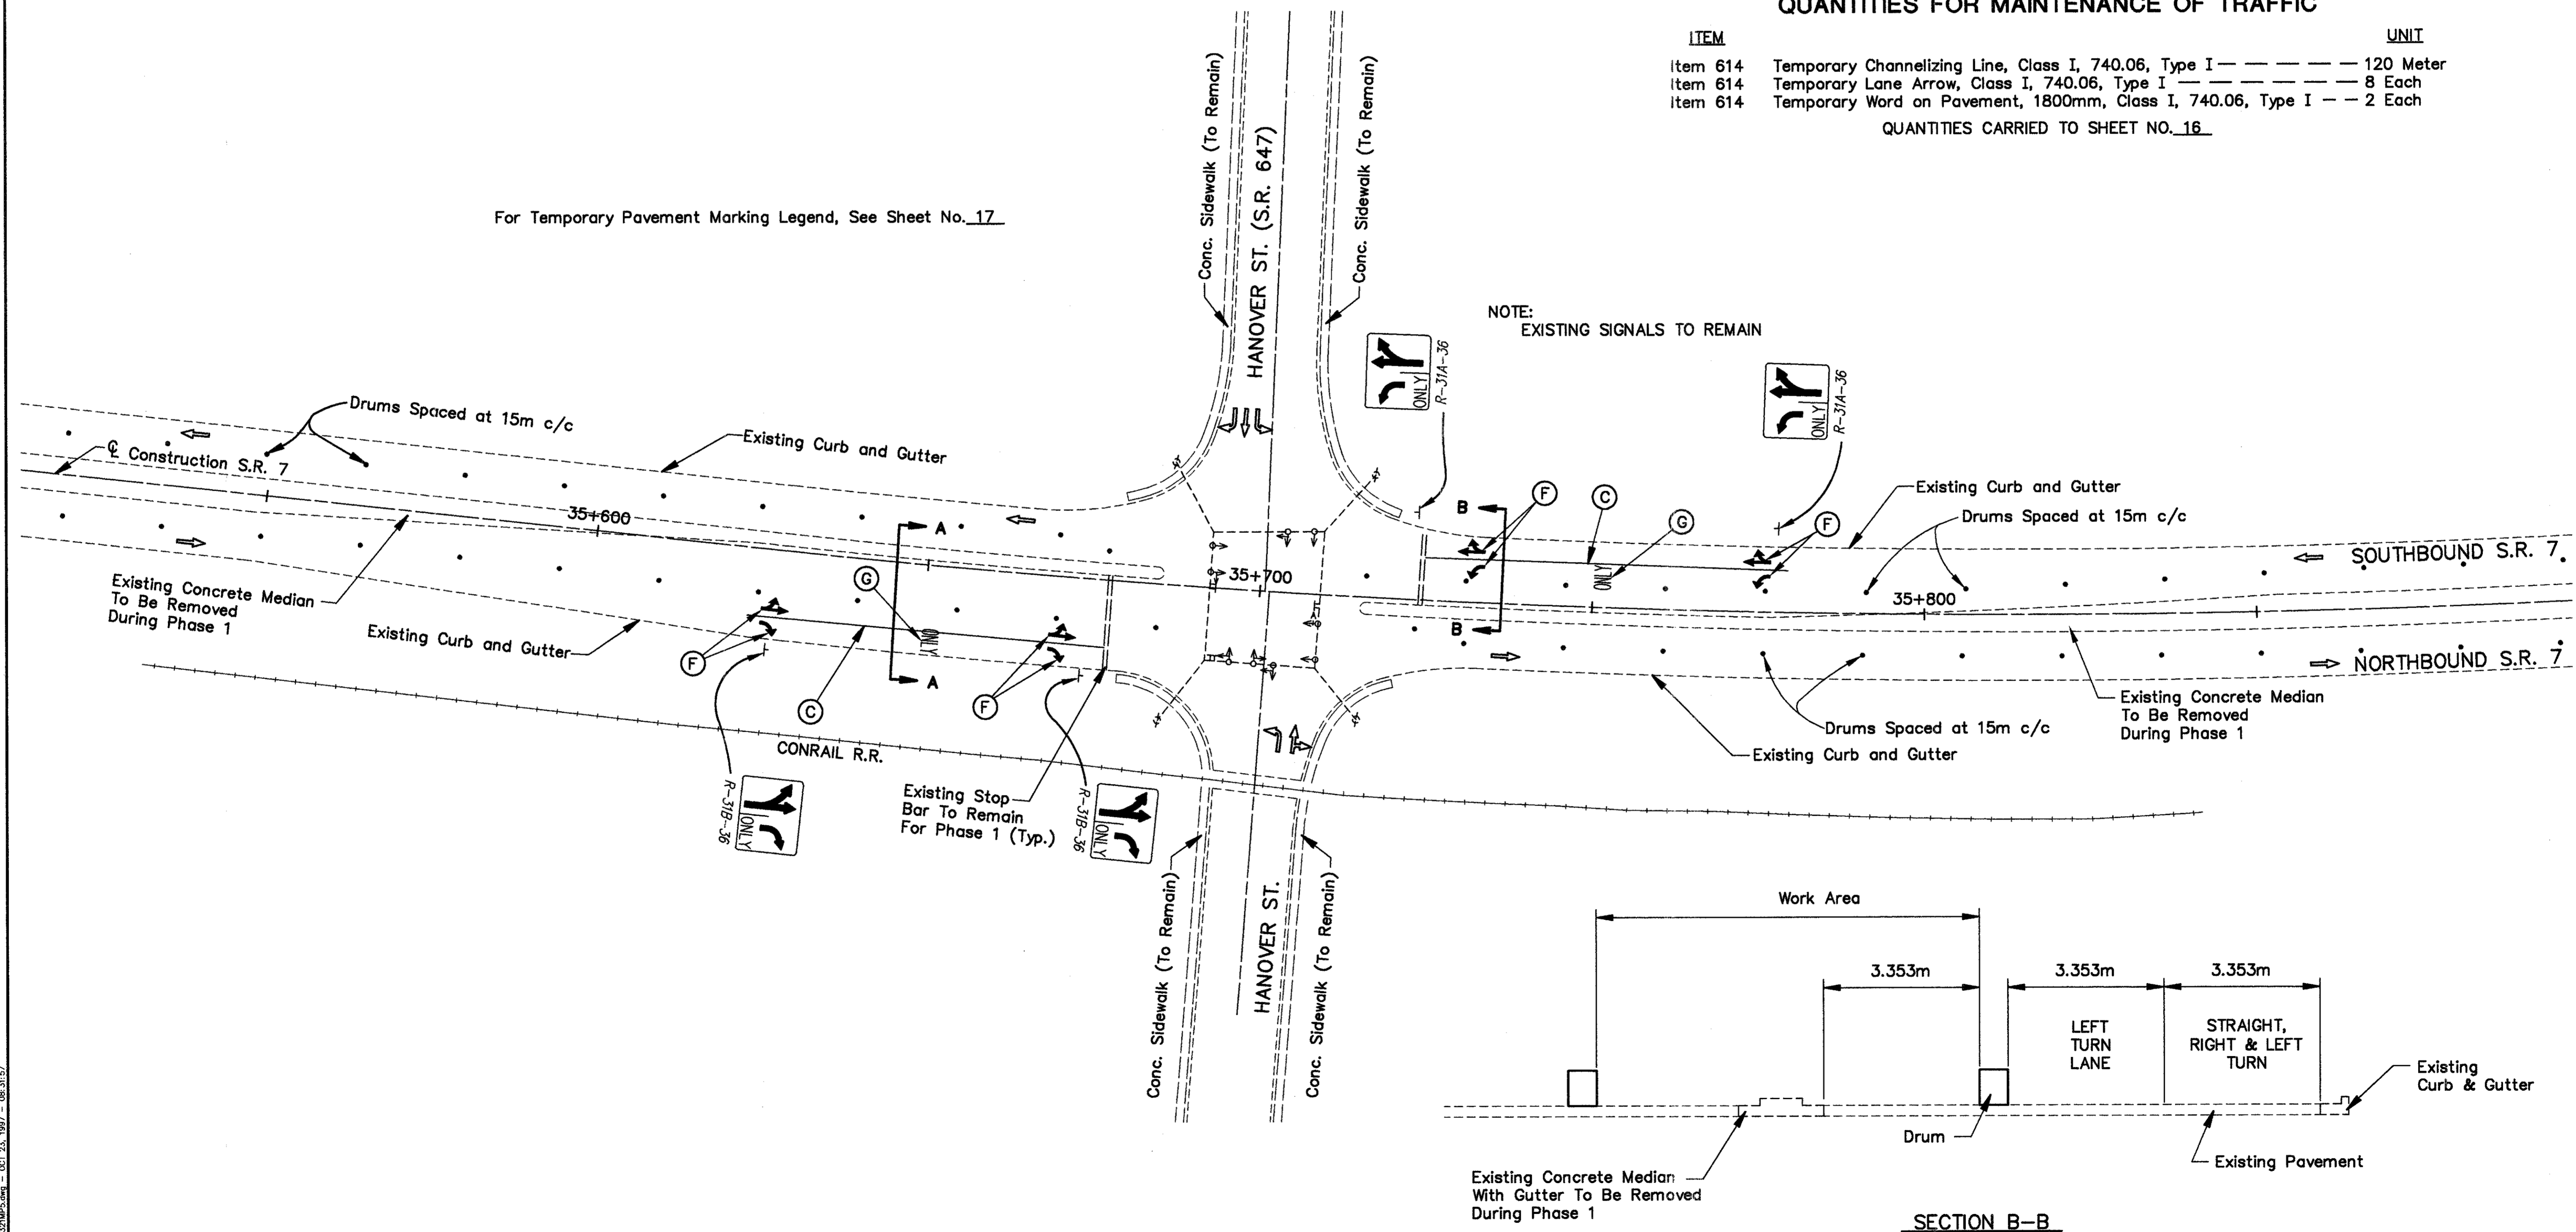 QUANTITIES FOR MAINTENANCE OF TRAFFIC
ITEM UNIT
Item 614 Temporary Channelizing Line, Class I, 740.06, Type I — — — — — 120 Meter
Item 614 Temporary Lane Arrow, Class I, 740.06, Type I — — — — — — 8 Each
Item 614 Temporary Word on Pavement, 1800mm, Class I, 740.06, Type I — — 2 Each
QUANTITIES CARRIED TO SHEET NO. 16
For Temporary Pavement Marking Legend, See Sheet No. 17
Conc. Sidewalk (To Remain)
HANOVER ST. (S.R. 647)
Conc. Sidewalk (To Remain)
NOTE:
EXISTING SIGNALS TO REMAIN
ONLY
R-31A-36
ONLY
R-31A-36
Drums Spaced at 15m c/c
℄ Construction S.R. 7
Existing Curb and Gutter
35+600
A
B
F
C
G
F
Existing Curb and Gutter
Drums Spaced at 15m c/c
SOUTHBOUND S.R. 7
ONLY
35+700
35+800
B
Existing Concrete Median
To Be Removed
During Phase 1
Existing Curb and Gutter
G
ONLY
F
A
C
F
NORTHBOUND S.R. 7
Existing Concrete Median
To Be Removed
During Phase 1
Drums Spaced at 15m c/c
Existing Curb and Gutter
CONRAIL R.R.
R-31B-36
ONLY
Existing Stop
Bar To Remain
For Phase 1 (Typ.)
R-31B-36
ONLY
Conc. Sidewalk (To Remain)
HANOVER ST.
Conc. Sidewalk (To Remain)
Work Area
3.353m
3.353m
3.353m
LEFT
TURN
LANE
STRAIGHT,
RIGHT & LEFT
TURN
Existing
Curb & Gutter
Drum
Existing Pavement
Existing Concrete Median
With Gutter To Be Removed
During Phase 1
SECTION B-B
321MP5.dwg - OCT 23, 1997 - 08:31:57